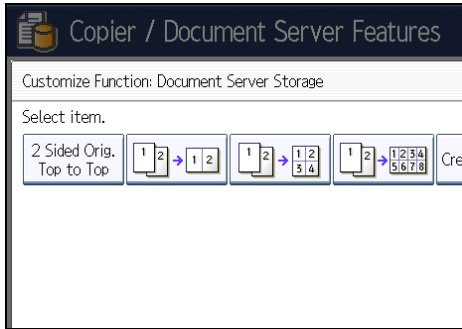 Copier / Document Server Features
Customize Function: Document Server Storage
Select item.
2 Sided Orig.
Top to Top
1 2 → 1 2
1 2 → 1 2
3 4
1 2 → 1 2 3 4
5 6 7 8
Cre